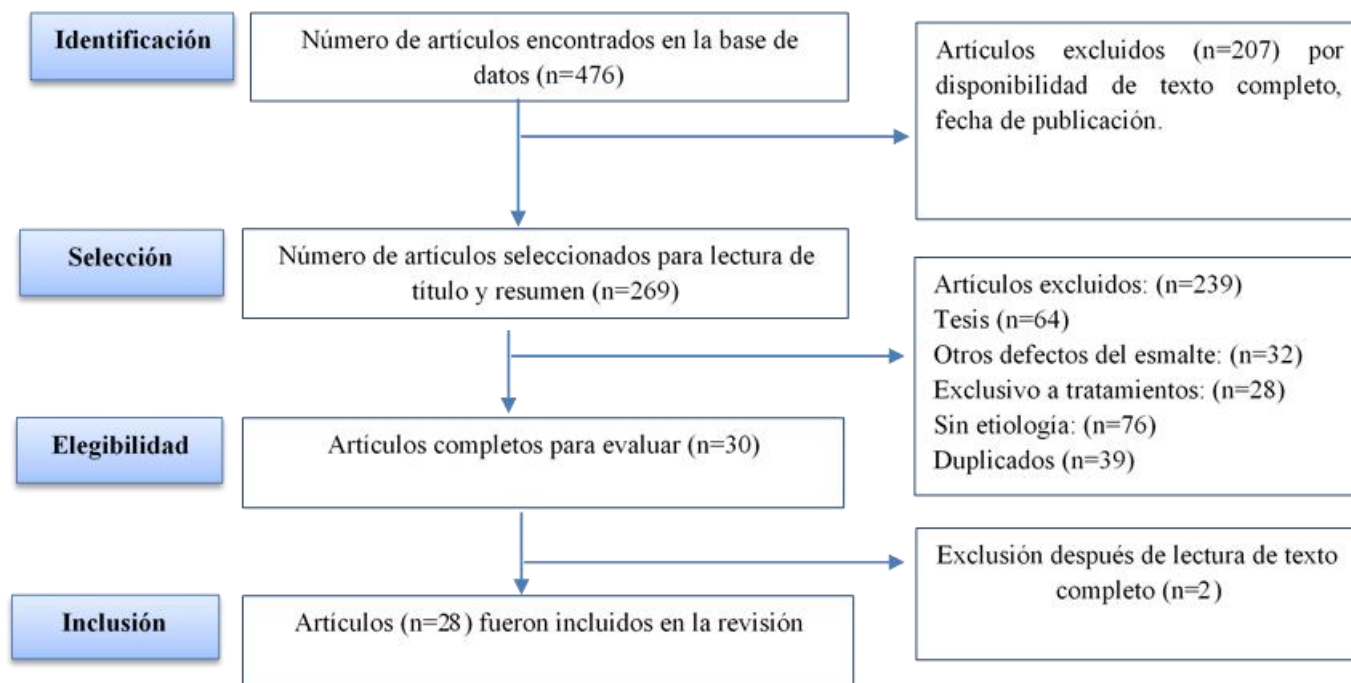 Identificación
Número de artículos encontrados en la base de
datos (n=476)
Artículos excluidos (n=207) por
disponibilidad de texto completo,
fecha de publicación.
Selección
Número de artículos seleccionados para lectura de
título y resumen (n=269)
Artículos excluidos: (n=239)
Tesis (n=64)
Otros defectos del esmalte: (n=32)
Exclusivo a tratamientos: (n=28)
Sin etiología: (n=76)
Duplicados (n=39)
Elegibilidad
Artículos completos para evaluar (n=30)
Exclusión después de lectura de texto
completo (n=2)
Inclusión
Artículos (n=28) fueron incluidos en la revisión